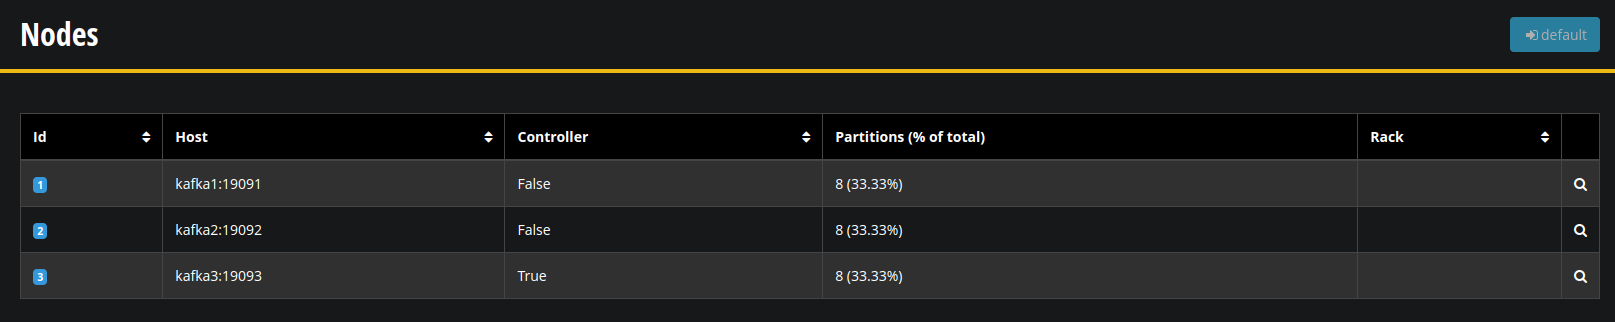 Nodes
default
Id Host Controller Partitions (% of total) Rack
1 kafka1:19091 False 8 (33.33%)
2 kafka2:19092 False 8 (33.33%)
3 kafka3:19093 True 8 (33.33%)